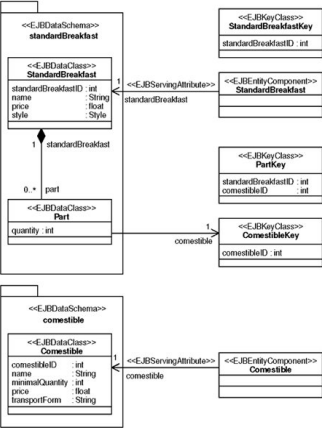 <<EJBDataSchema>>
standardBreakfast
<<EJBDataClass>>
StandardBreakfast
standardBreakfastID : int
name : String
price : float
style : Style
1
<<EJBServingAttribute>>
standardBreakfast
<<EJBKeyClass>>
StandardBreakfastKey
standardBreakfastID : int
<<EJBEntityComponent>>
StandardBreakfast
1
standardBreakfast
0..*
part
<<EJBDataClass>>
Part
quantity : int
<<EJBKeyClass>>
PartKey
standardBreakfastID : int
comestibleID : int
1
comestible
<<EJBKeyClass>>
ComestibleKey
comestibleID : int
<<EJBDataSchema>>
comestible
<<EJBDataClass>>
Comestible
comestibleID : int
name : String
minimalQuantity : int
price : float
transportForm : String
1
<<EJBServingAttribute>>
comestible
<<EJBEntityComponent>>
Comestible